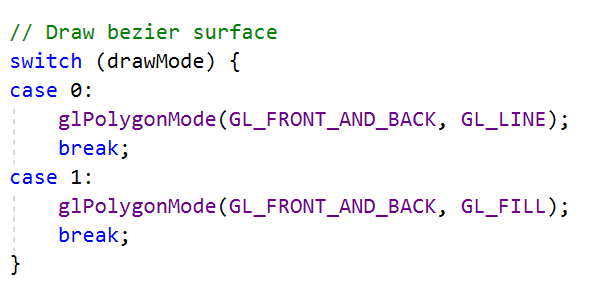 // Draw bezier surface
switch (drawMode) {
case 0:
    glPolygonMode(GL_FRONT_AND_BACK, GL_LINE);
    break;
case 1:
    glPolygonMode(GL_FRONT_AND_BACK, GL_FILL);
    break;
}